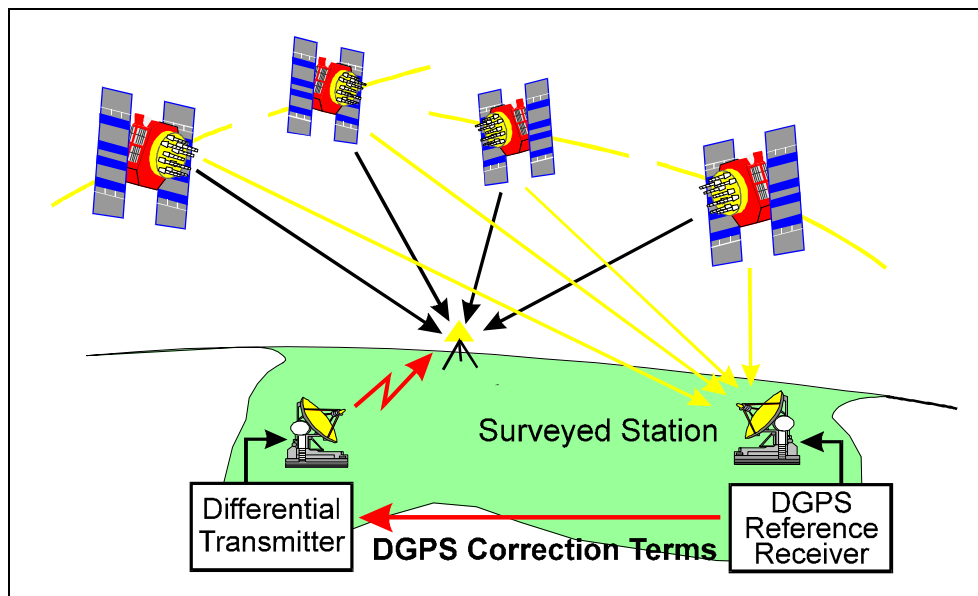 Surveyed Station
Differential
Transmitter
DGPS
Reference
Receiver
DGPS Correction Terms